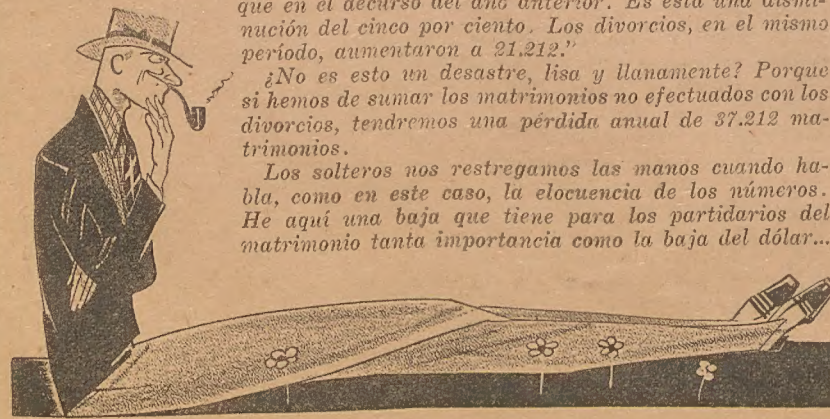 que en el decurso del año anterior. Es ésta una dismi-
nución del cinco por ciento. Los divorcios, en el mismo
período, aumentaron a 21.212."
¿No es esto un desastre, lisa y llanamente? Porque
si hemos de sumar los matrimonios no efectuados con los
divorcios, tendremos una pérdida anual de 37.212 ma-
trimonios.
Los solteros nos restregamos las manos cuando ha-
bla, como en este caso, la elocuencia de los números.
He aquí una baja que tiene para los partidarios del
matrimonio tanta importancia como la baja del dólar...